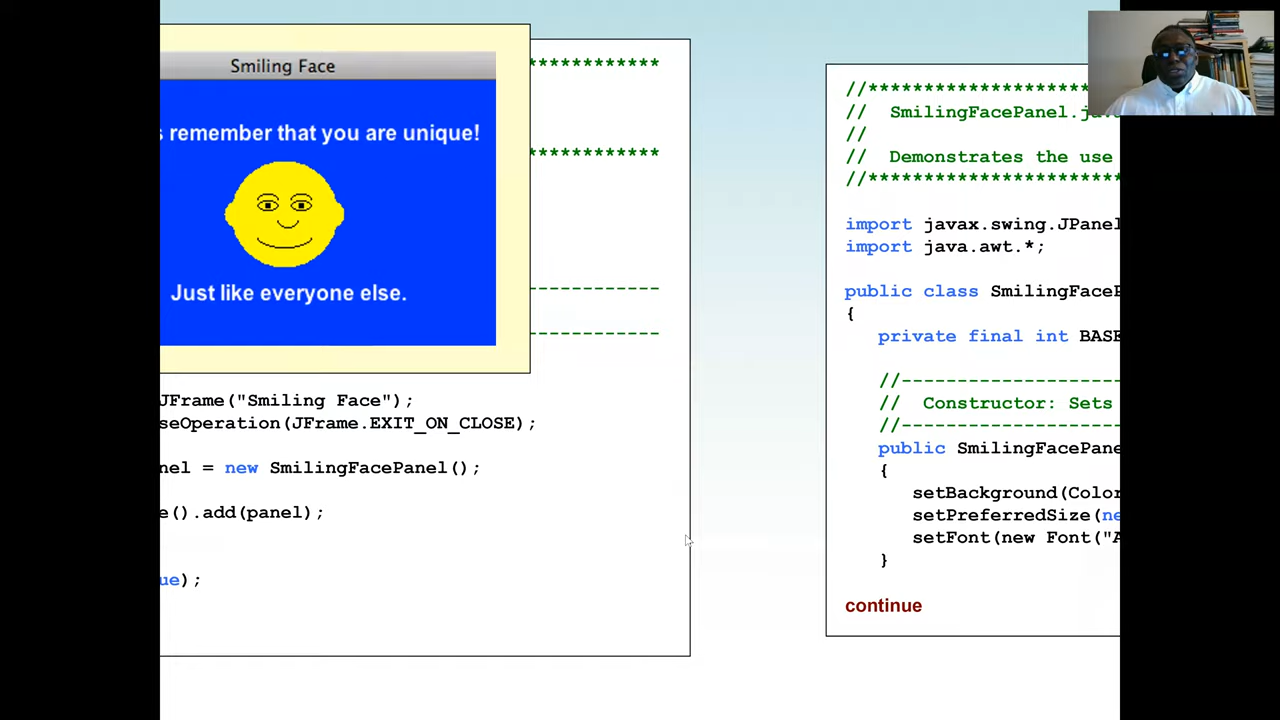 Smiling Face
s remember that you are unique!
Just like everyone else.
************
************
------------
------------
JFrame("Smiling Face");
seOperation(JFrame.EXIT_ON_CLOSE);
nel = new SmilingFacePanel();
e().add(panel);
ue);
//**********************
// SmilingFacePanel.java
//
// Demonstrates the use
//***********************
import javax.swing.JPanel
import java.awt.*;
public class SmilingFaceP
{
private final int BASE
//--------------------
// Constructor: Sets
//--------------------
public SmilingFacePane
{
setBackground(Color
setPreferredSize(ne
setFont(new Font("A
}
continue